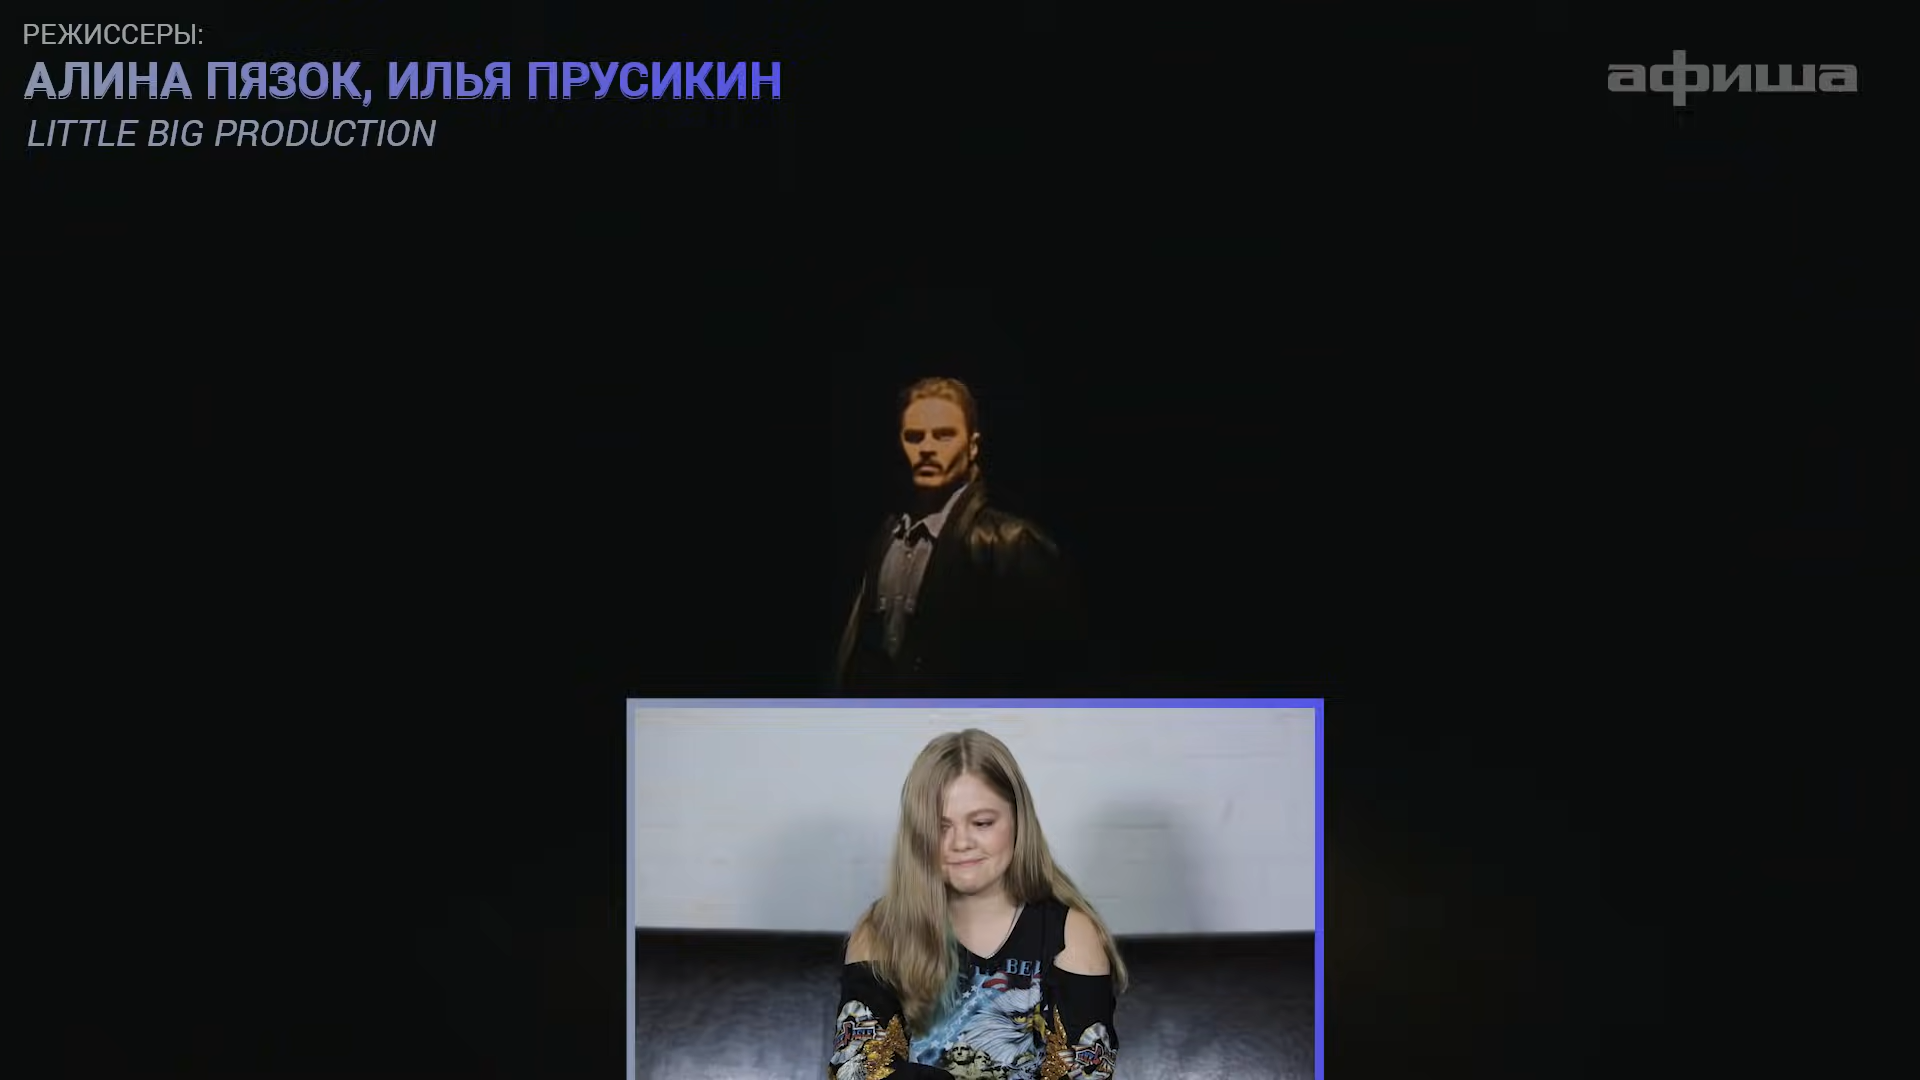 РЕЖИССЕРЫ:
АЛИНА ПЯЗОК, ИЛЬЯ ПРУСИКИН
LITTLE BIG PRODUCTION
афиша